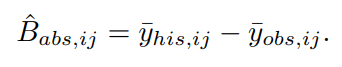 B̂_{abs,ij} = ȳ_{his,ij} − ȳ_{obs,ij}.